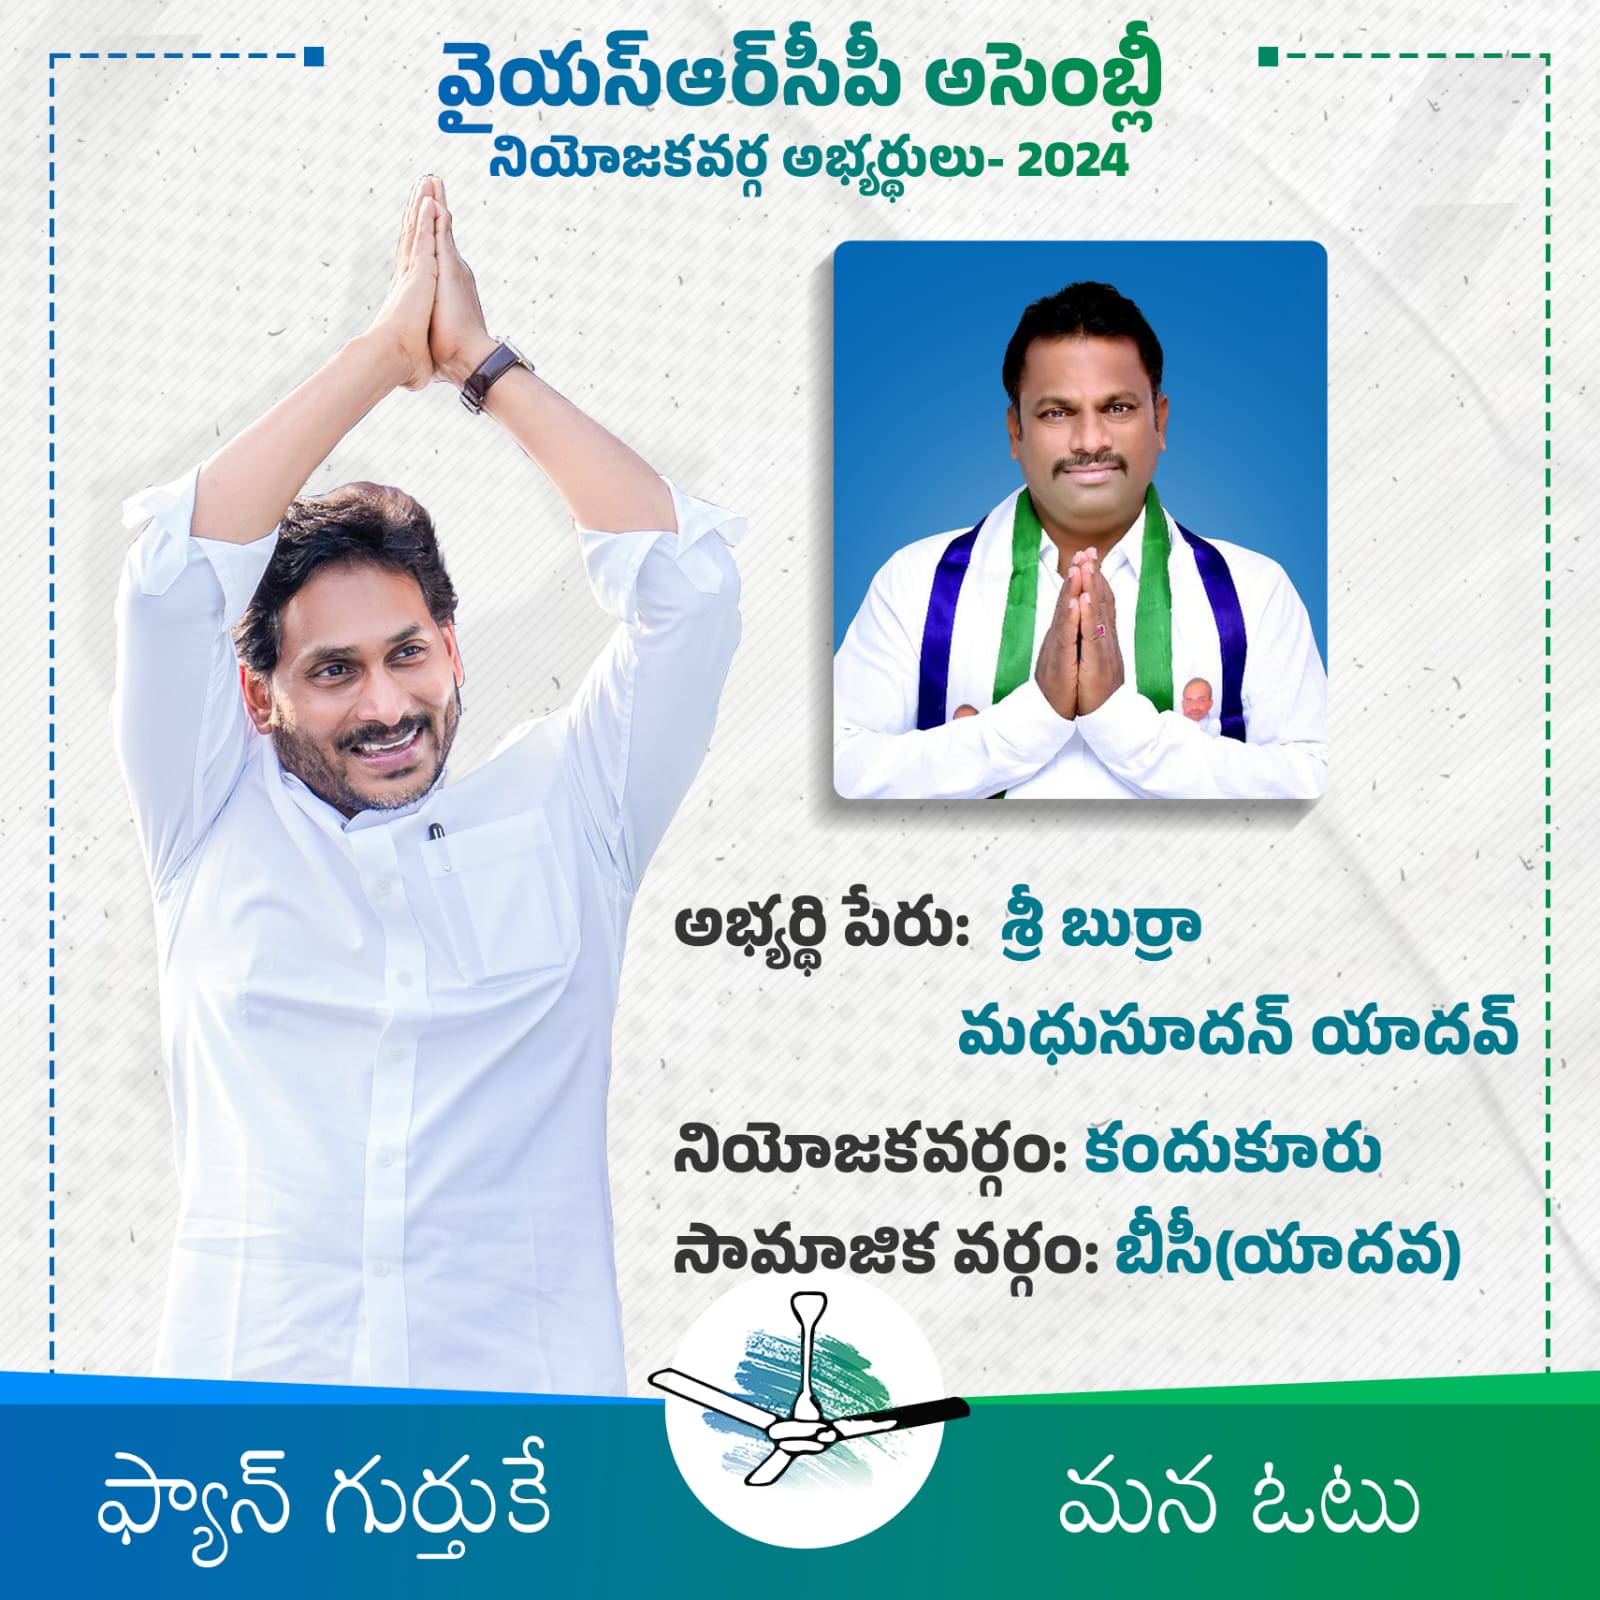 వైయస్ఆర్‌సీపీ అసెంబ్లీ
నియోజకవర్గ అభ్యర్థులు- 2024
అభ్యర్థి పేరు: శ్రీ బుర్రా
మధుసూదన్ యాదవ్
నియోజకవర్గం: కందుకూరు
సామాజిక వర్గం: బీసీ(యాదవ)
ఫ్యాన్ గుర్తుకే మన ఓటు